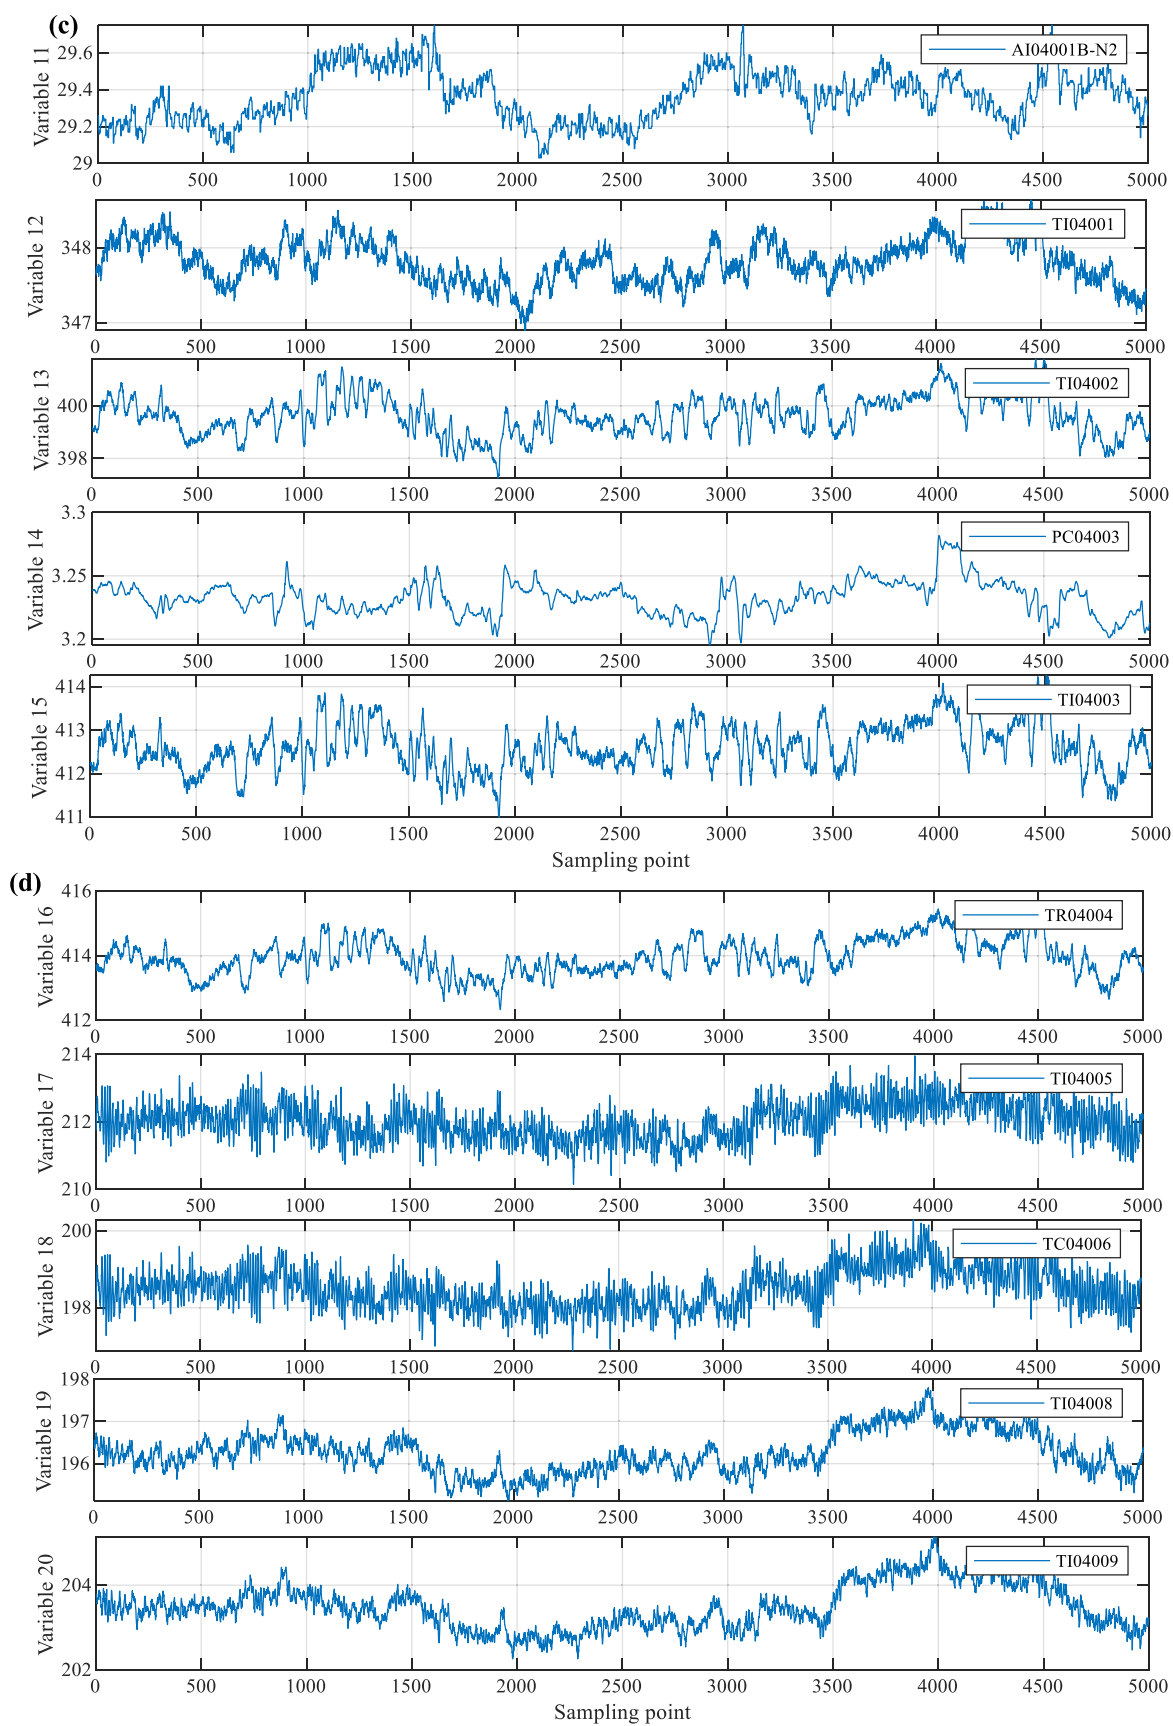 (c)
Variable 11
29.6
29.4
29.2
29
AI04001B-N2
0 500 1000 1500 2000 2500 3000 3500 4000 4500 5000
Variable 12
348
347
TI04001
0 500 1000 1500 2000 2500 3000 3500 4000 4500 5000
Variable 13
400
398
TI04002
0 500 1000 1500 2000 2500 3000 3500 4000 4500 5000
Variable 14
3.3
3.25
3.2
PC04003
0 500 1000 1500 2000 2500 3000 3500 4000 4500 5000
Variable 15
414
413
412
411
TI04003
0 500 1000 1500 2000 2500 3000 3500 4000 4500 5000
Sampling point
(d)
Variable 16
416
414
412
TR04004
0 500 1000 1500 2000 2500 3000 3500 4000 4500 5000
Variable 17
214
212
210
TI04005
0 500 1000 1500 2000 2500 3000 3500 4000 4500 5000
Variable 18
200
198
TC04006
0 500 1000 1500 2000 2500 3000 3500 4000 4500 5000
Variable 19
198
197
196
TI04008
0 500 1000 1500 2000 2500 3000 3500 4000 4500 5000
Variable 20
204
202
TI04009
0 500 1000 1500 2000 2500 3000 3500 4000 4500 5000
Sampling point